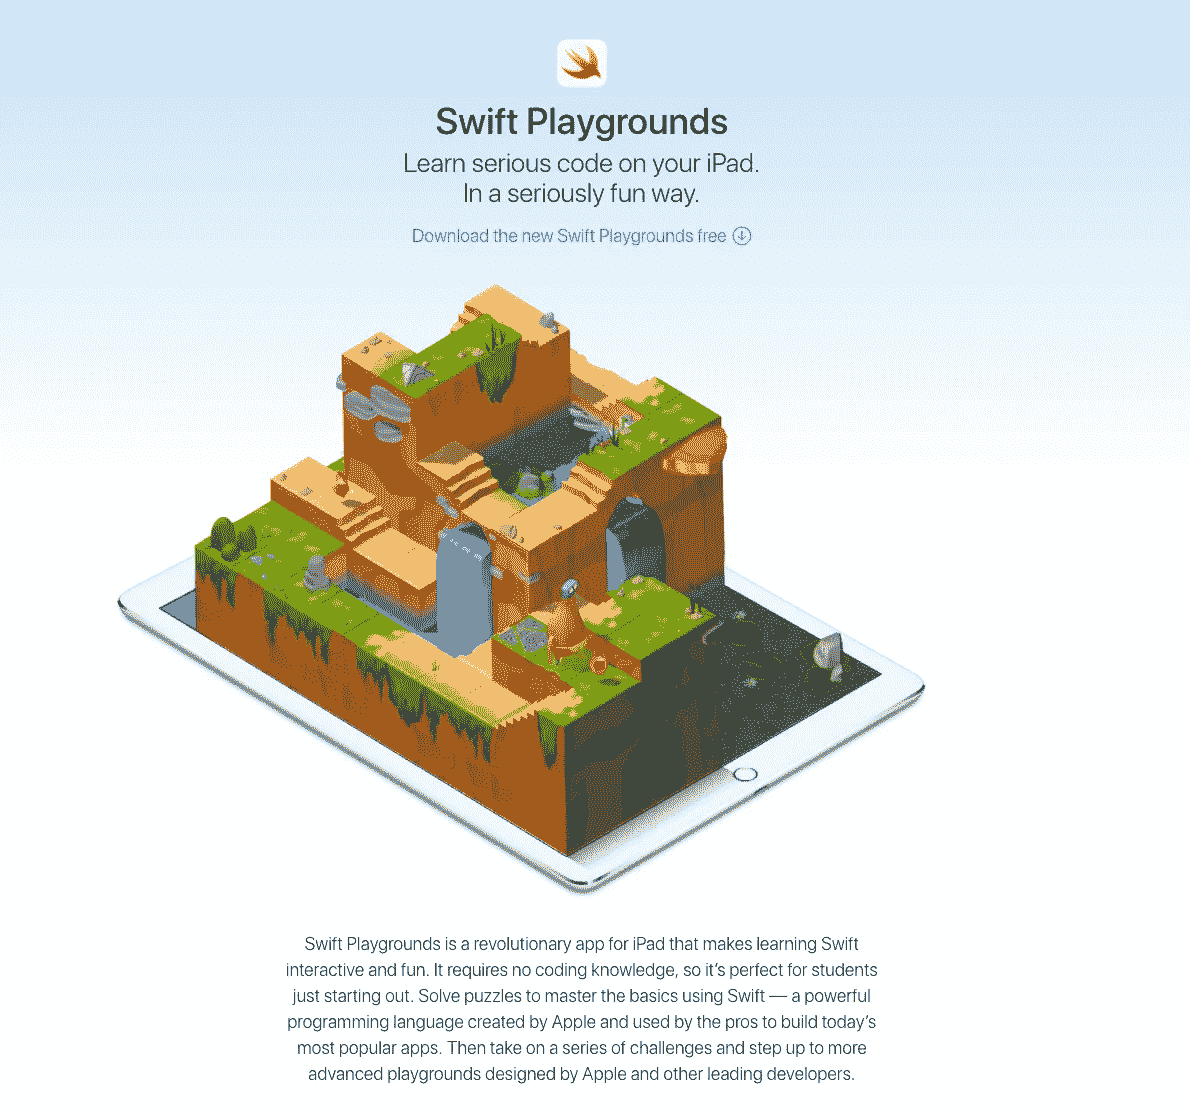 Swift Playgrounds
Learn serious code on your iPad.
In a seriously fun way.
Download the new Swift Playgrounds free
Swift Playgrounds is a revolutionary app for iPad that makes learning Swift
interactive and fun. It requires no coding knowledge, so it’s perfect for students
just starting out. Solve puzzles to master the basics using Swift — a powerful
programming language created by Apple and used by the pros to build today’s
most popular apps. Then take on a series of challenges and step up to more
advanced playgrounds designed by Apple and other leading developers.